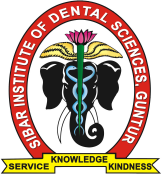 SIBAR INSTITUTE OF DENTAL SCIENCES, GUNTUR
KNOWLEDGE
SERVICE KINDNESS